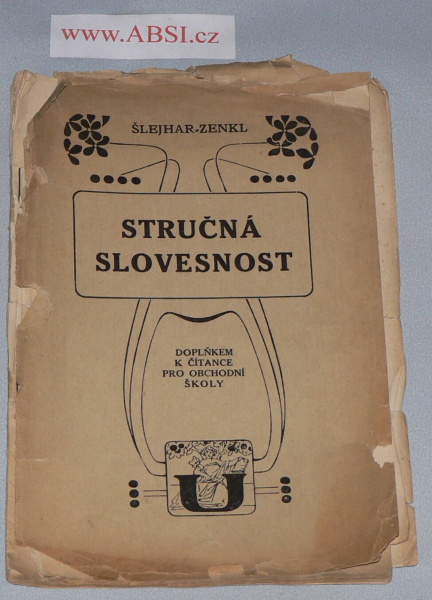 www.ABSI.cz
ŠLEJHAR-ZENKL
STRUČNÁ
SLOVESNOST
DOPLŇKEM
K ČÍTANCE
PRO OBCHODNÍ
ŠKOLY
U